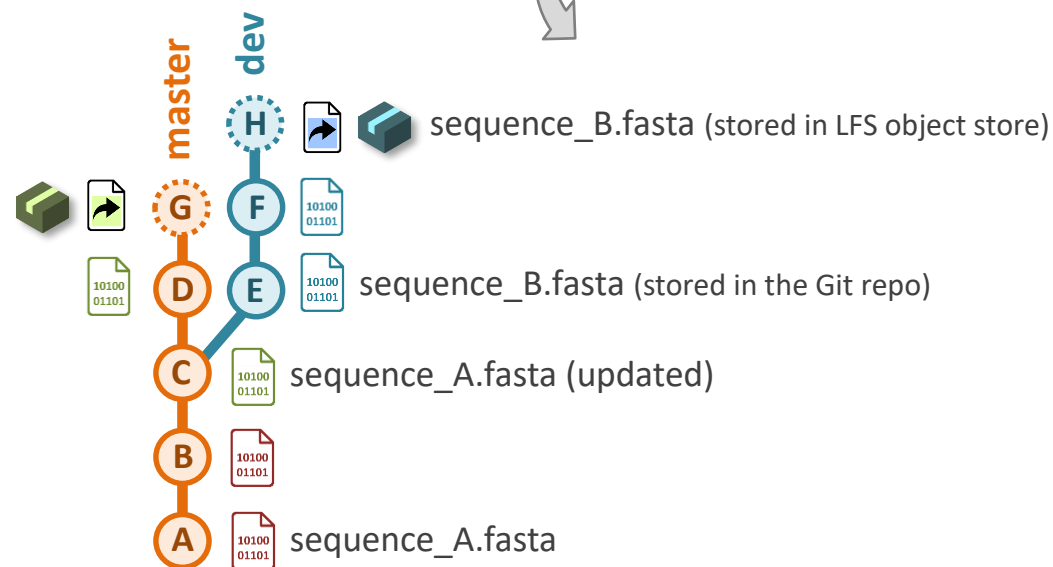 master
dev
H
sequence_B.fasta (stored in LFS object store)
G
F
10100
01101
10100
01101
D
E
10100
01101
sequence_B.fasta (stored in the Git repo)
C
10100
01101
sequence_A.fasta (updated)
B
10100
01101
A
10100
01101
sequence_A.fasta